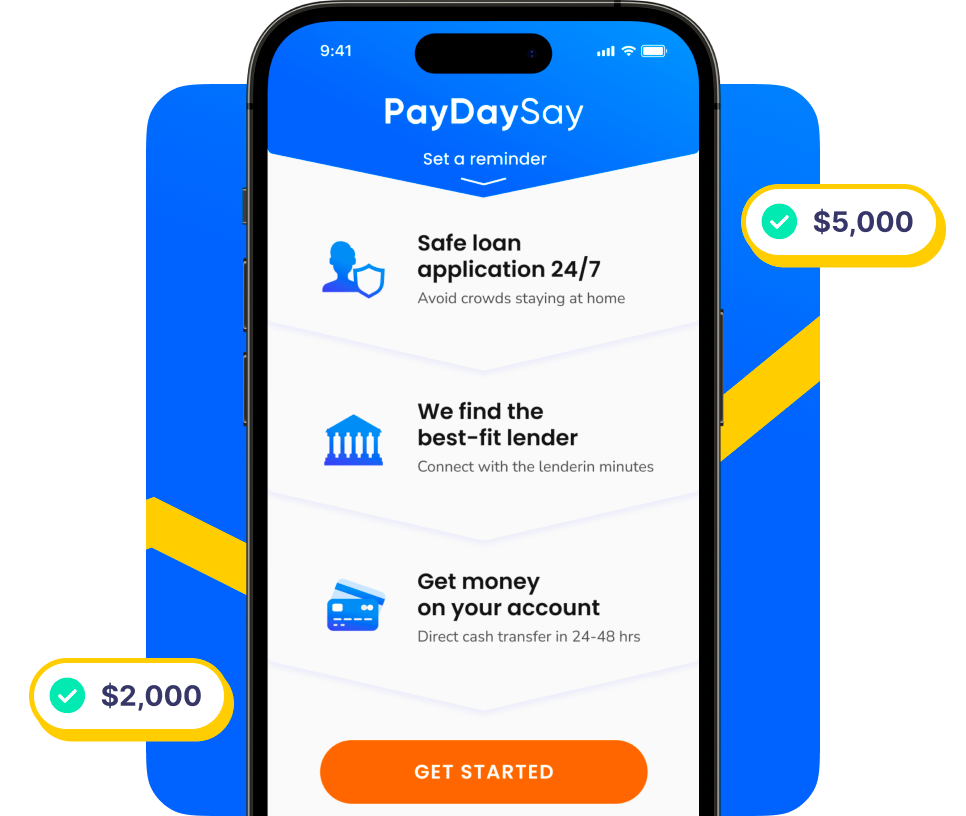 9:41
PayDaySay
Set a reminder
$5,000
Safe loan
application 24/7
Avoid crowds staying at home
We find the
best-fit lender
Connect with the lenderin minutes
Get money
on your account
Direct cash transfer in 24-48 hrs
$2,000
GET STARTED